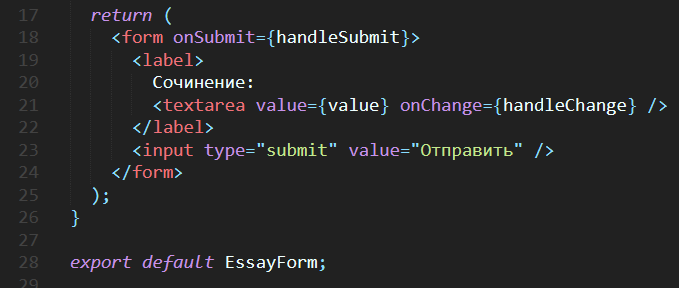 17 return (
18 <form onSubmit={handleSubmit}>
19 <label>
20 Сочинение:
21 <textarea value={value} onChange={handleChange} />
22 </label>
23 <input type="submit" value="Отправить" />
24 </form>
25 );
26 }
27
28 export default EssayForm;
29